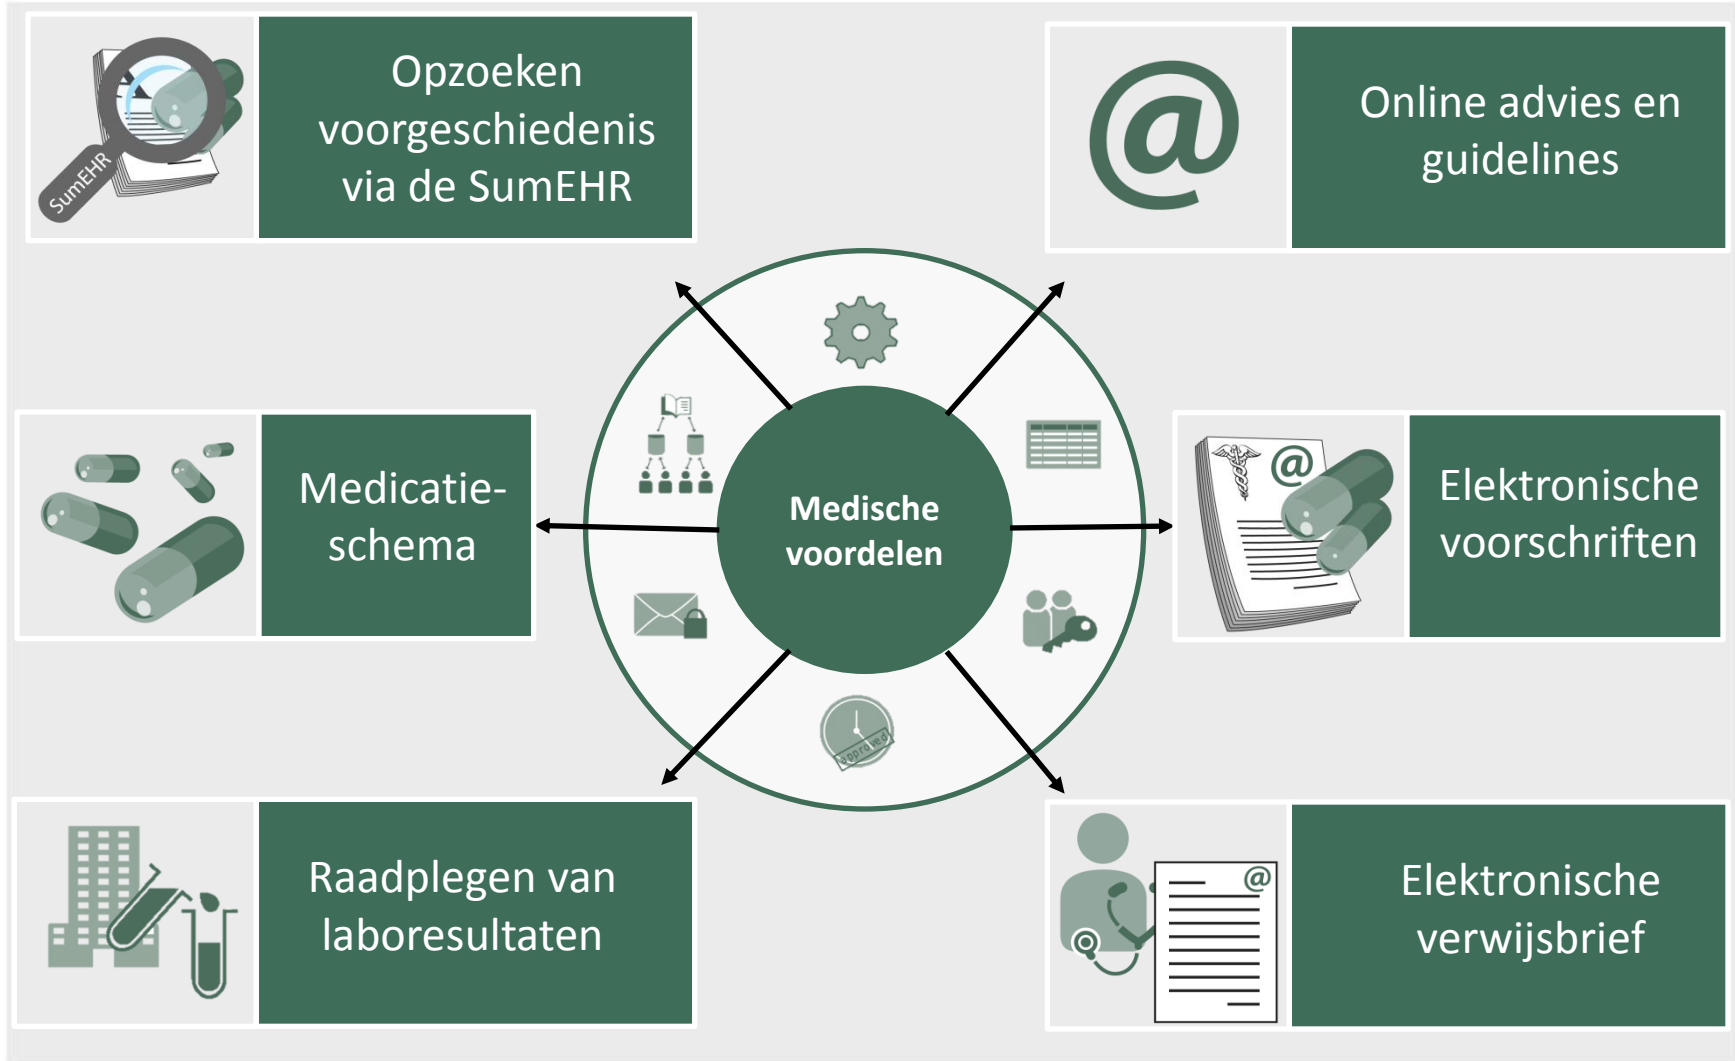 SumEHR
Opzoeken
voorgeschiedenis
via de SumEHR
@
Online advies en
guidelines
Medicatie-
schema
Medische
voordelen
@
Elektronische
voorschriften
approved
Raadplegen van
laboresultaten
@
Elektronische
verwijsbrief